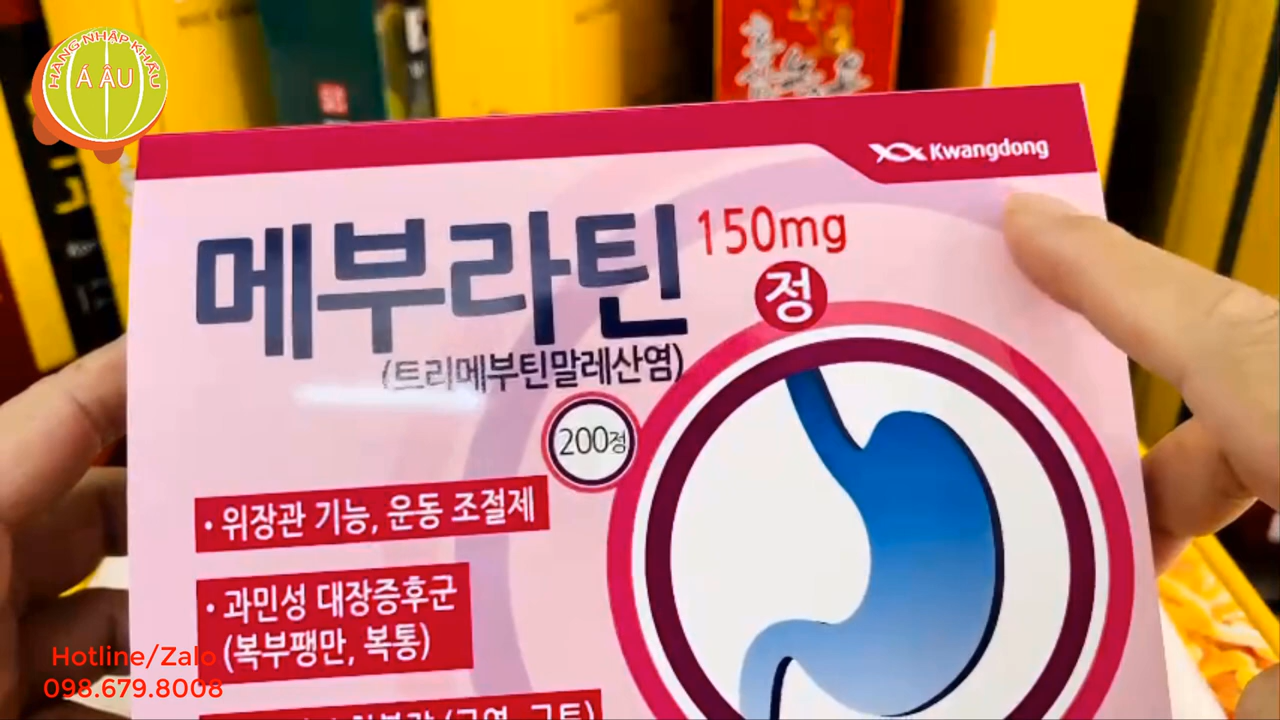 HÀNG NHẬP KHẨU
Á ÂU
Kwangdong
메부라틴 150mg
정
(트리메부틴말레산염)
200정
• 위장관 기능, 운동 조절제
• 과민성 대장증후군
(복부팽만, 복통)
Hotline/Zalo
098.679.8008